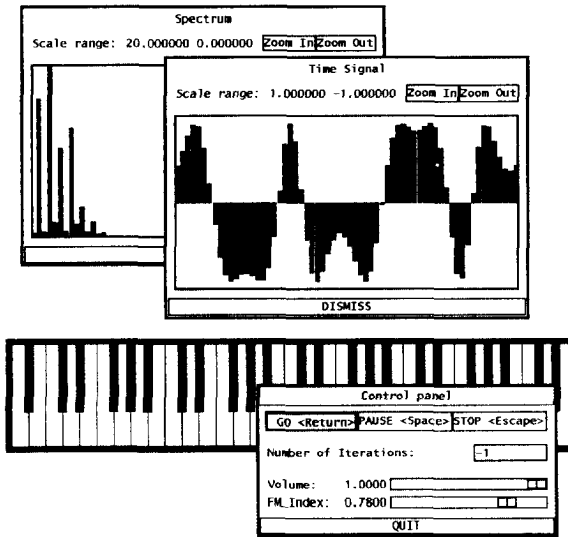 Spectrum
Scale range: 20.000000 0.000000 Zoom In Zoom Out
Time Signal
Scale range: 1.000000 -1.000000 Zoom In Zoom Out
DISMISS
Control panel
GO <Return> PAUSE <Space> STOP <Escape>
Number of Iterations: -1
Volume: 1.0000
FM_Index: 0.7800
QUIT